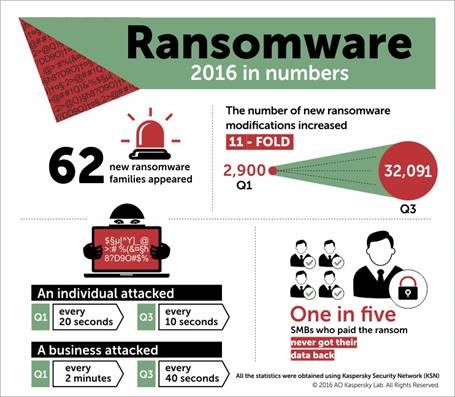 Ransomware
2016 in numbers
62
new ransomware
families appeared
The number of new ransomware
modifications increased
11 - FOLD
2,900
Q1
32,091
Q3
$§µ[^Y]_@
>;# %(&¤§h
8?D9O#$%
An individual attacked
Q1
every
20 seconds
Q3
every
10 seconds
A business attacked
Q1
every
2 minutes
Q3
every
40 seconds
One in five
SMBs who paid the ransom
never got their
data back
All the statistics were obtained using Kaspersky Security Network (KSN)
© 2016 AO Kaspersky Lab. All Rights Reserved.